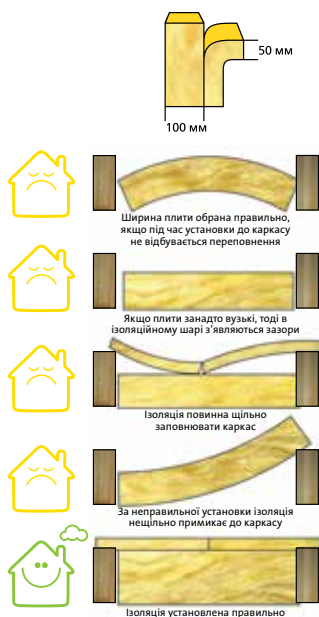 50 мм
100 мм
Ширина плити обрана правильно,
якщо під час установки до каркасу
не відбувається переповнення
Якщо плити занадто вузькі, тоді в
ізоляційному шарі з’являються зазори
Ізоляція повинна щільно
заповнювати каркас
За неправильної установки ізоляція
нещільно примикає до каркасу
Ізоляція установлена правильно